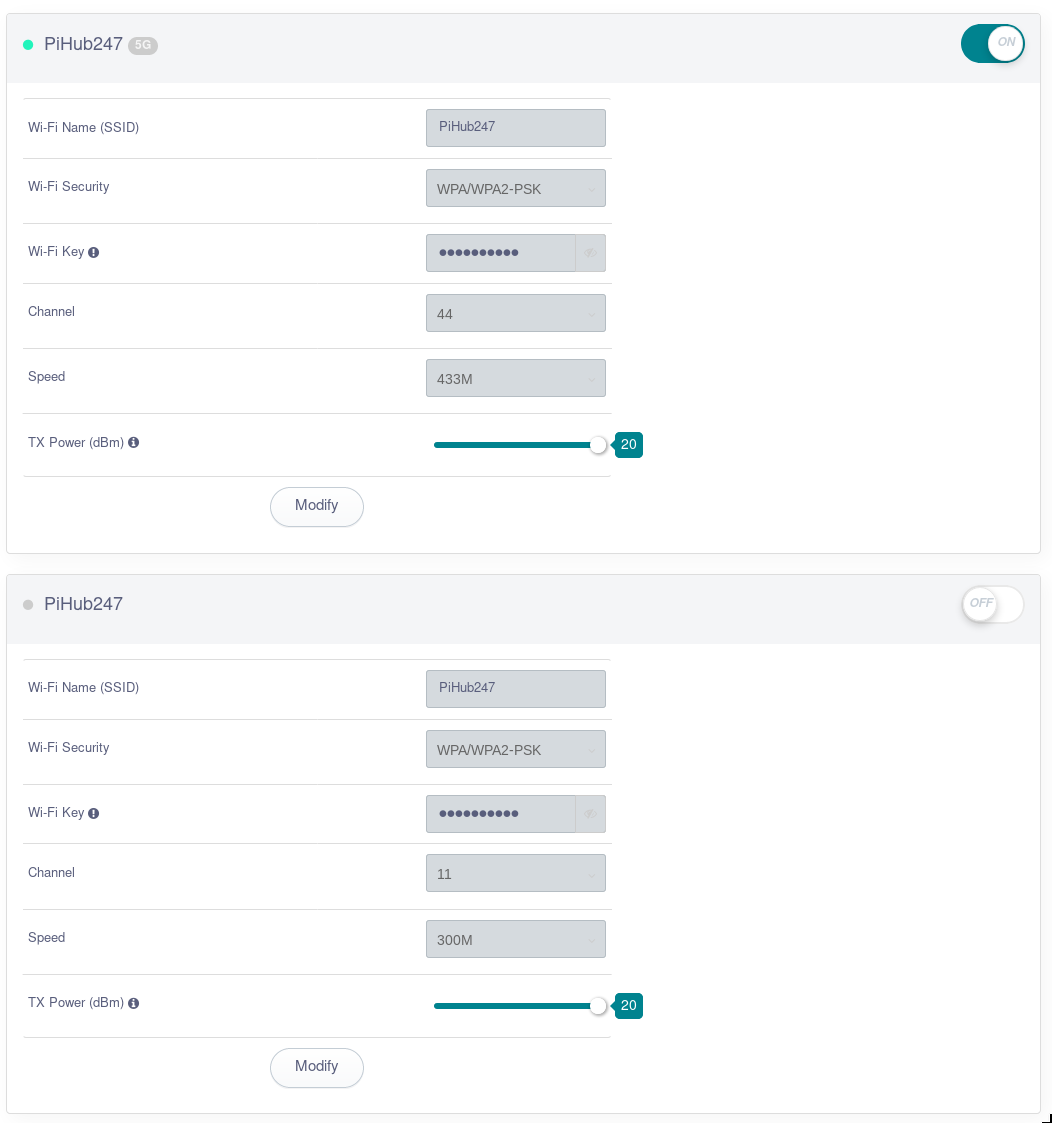 PiHub247 5G ON
Wi-Fi Name (SSID) PiHub247
Wi-Fi Security WPA/WPA2-PSK
Wi-Fi Key ●●●●●●●●●●
Channel 44
Speed 433M
TX Power (dBm) 20
Modify
PiHub247 OFF
Wi-Fi Name (SSID) PiHub247
Wi-Fi Security WPA/WPA2-PSK
Wi-Fi Key ●●●●●●●●●●
Channel 11
Speed 300M
TX Power (dBm) 20
Modify